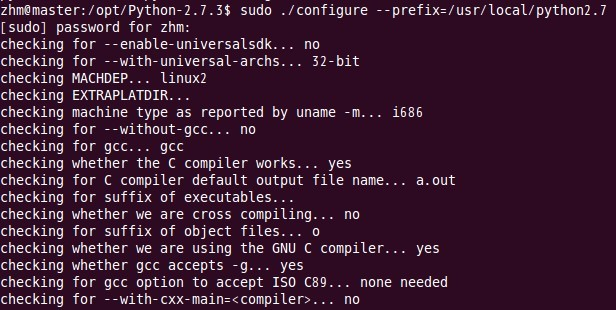 zhm@master:/opt/Python-2.7.3$ sudo ./configure --prefix=/usr/local/python2.7
[sudo] password for zhm:
checking for --enable-universalsdk... no
checking for --with-universal-archs... 32-bit
checking MACHDEP... linux2
checking EXTRAPLATDIR...
checking machine type as reported by uname -m... i686
checking for --without-gcc... no
checking for gcc... gcc
checking whether the C compiler works... yes
checking for C compiler default output file name... a.out
checking for suffix of executables...
checking whether we are cross compiling... no
checking for suffix of object files... o
checking whether we are using the GNU C compiler... yes
checking whether gcc accepts -g... yes
checking for gcc option to accept ISO C89... none needed
checking for --with-cxx-main=<compiler>... no